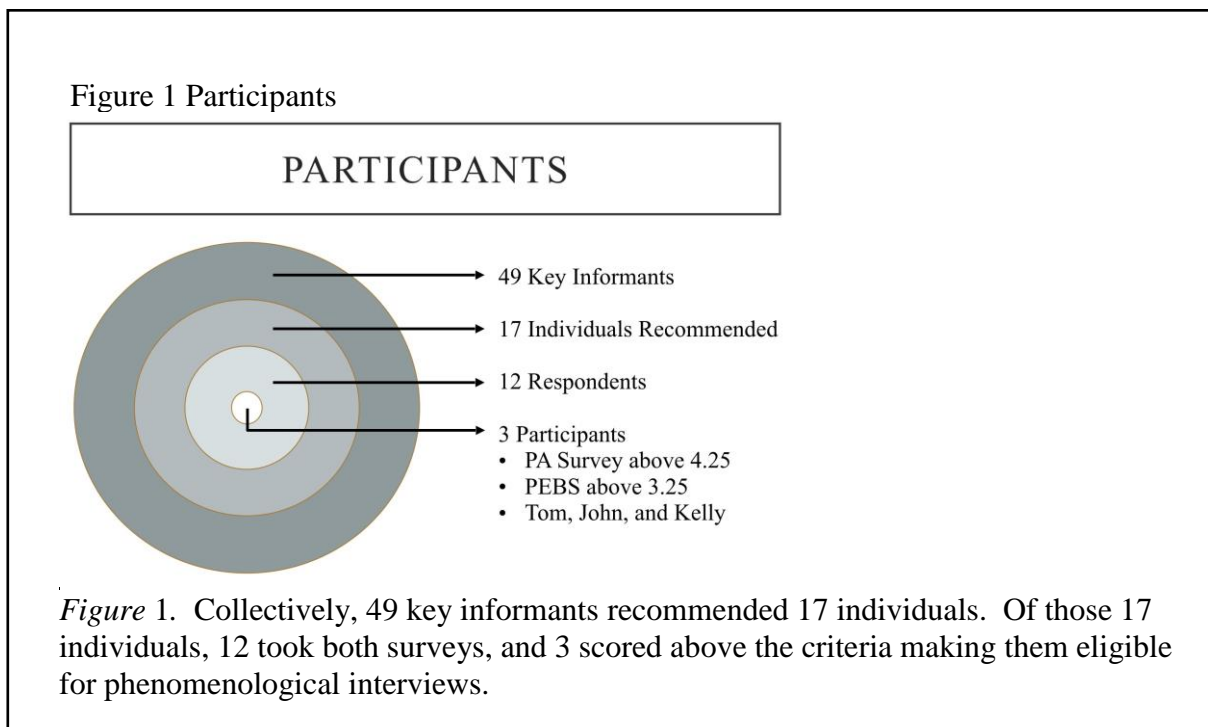 Figure 1 Participants
PARTICIPANTS
49 Key Informants
17 Individuals Recommended
12 Respondents
3 Participants
• PA Survey above 4.25
• PEBS above 3.25
• Tom, John, and Kelly
Figure 1.  Collectively, 49 key informants recommended 17 individuals.  Of those 17
individuals, 12 took both surveys, and 3 scored above the criteria making them eligible
for phenomenological interviews.